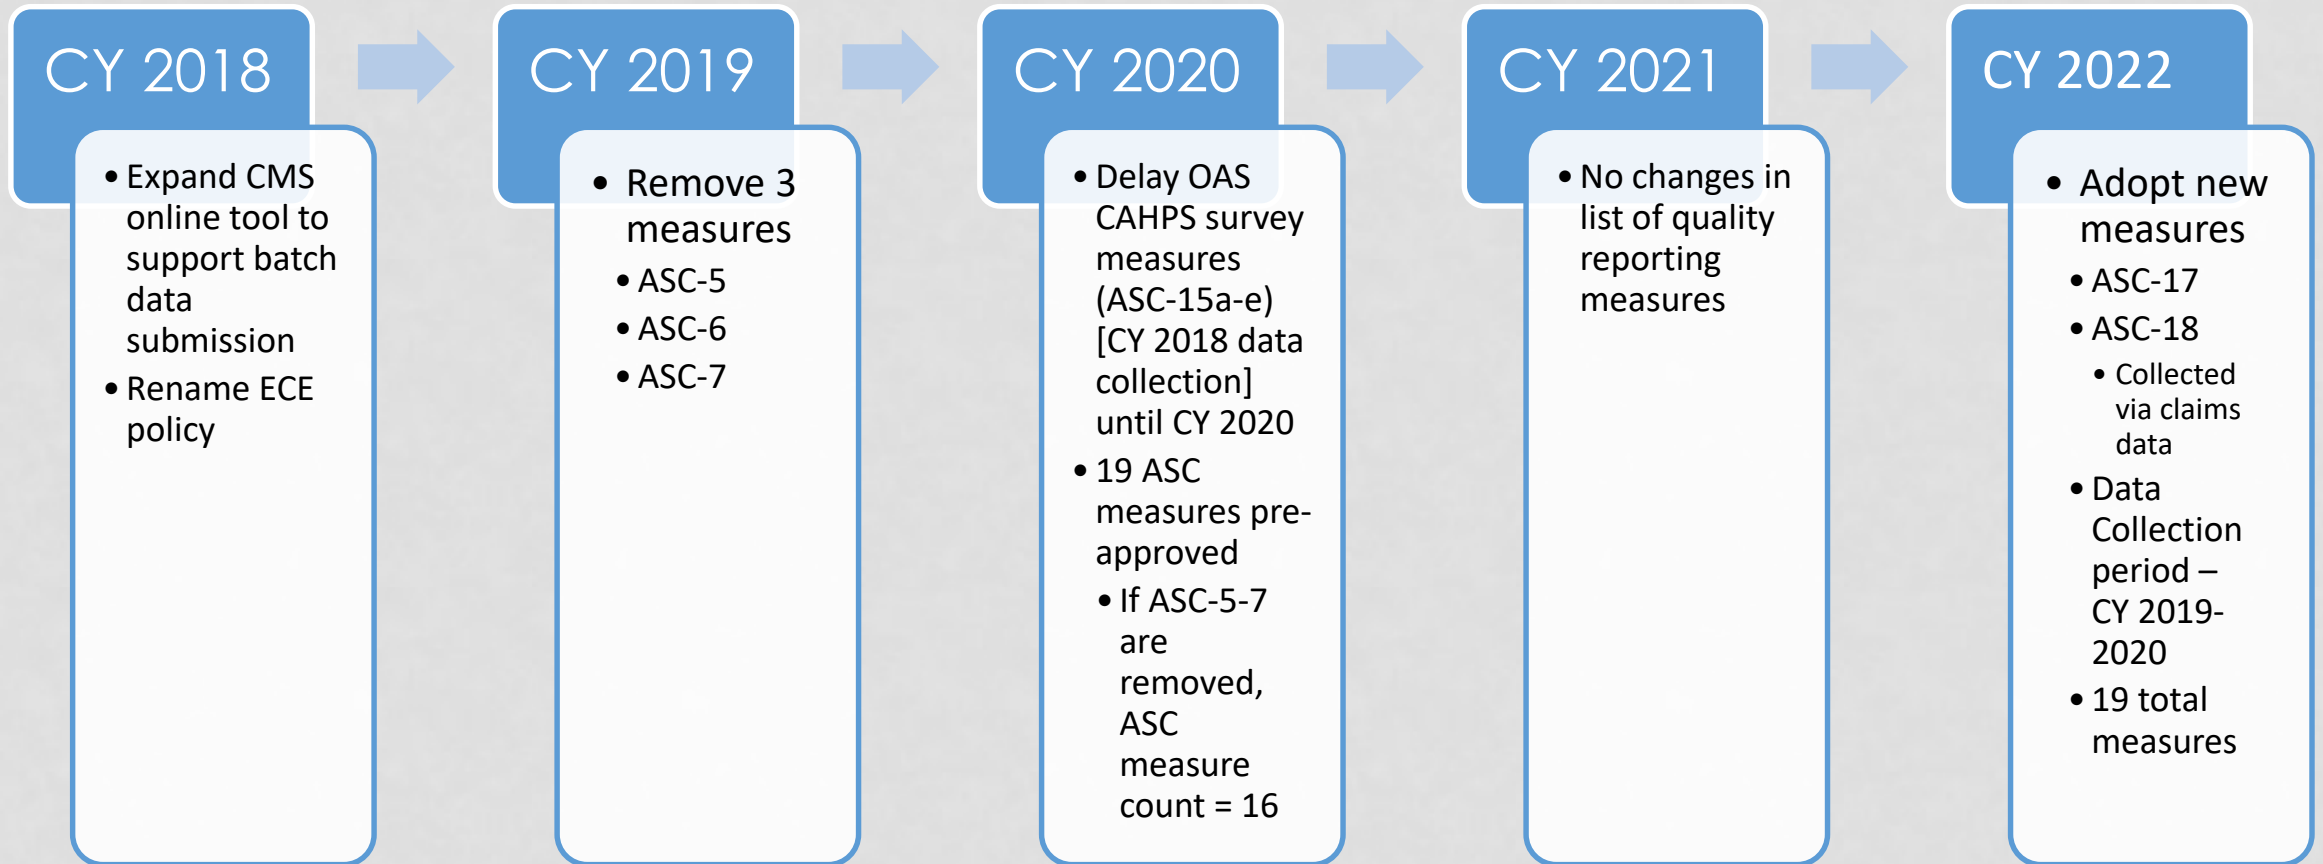 CY 2018
• Expand CMS
online tool to
support batch
data
submission
• Rename ECE
policy
CY 2019
• Remove 3
measures
• ASC-5
• ASC-6
• ASC-7
CY 2020
• Delay OAS
CAHPS survey
measures
(ASC-15a-e)
[CY 2018 data
collection]
until CY 2020
• 19 ASC
measures pre-
approved
• If ASC-5-7
are
removed,
ASC
measure
count = 16
CY 2021
• No changes in
list of quality
reporting
measures
CY 2022
• Adopt new
measures
• ASC-17
• ASC-18
• Collected
via claims
data
• Data
Collection
period –
CY 2019-
2020
• 19 total
measures